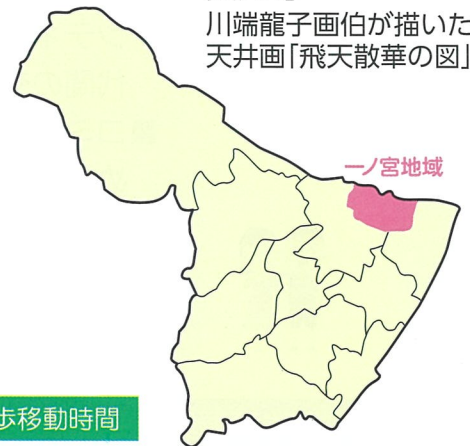 川端龍子画伯が描いた
天井画「飛天散華の図」
一ノ宮地域
歩移動時間